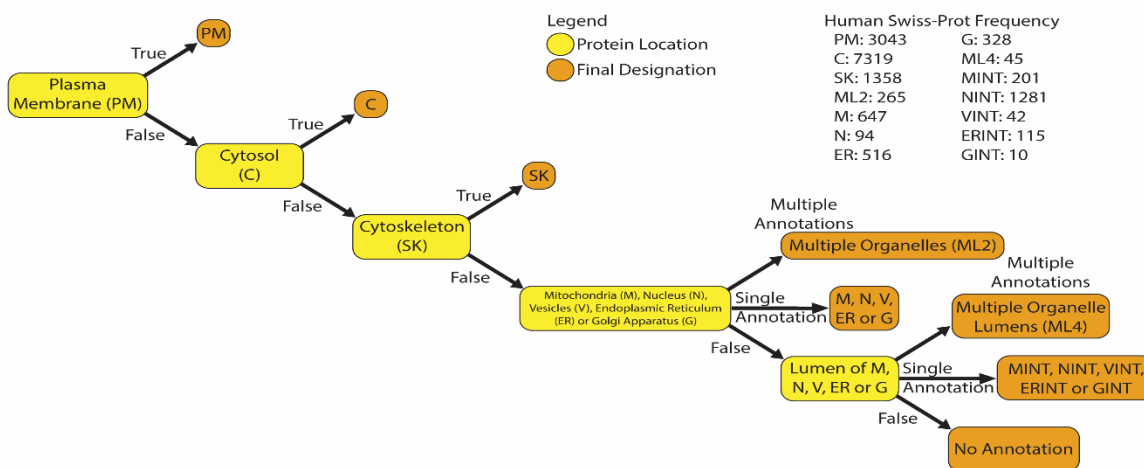 Legend
Protein Location
Final Designation
Human Swiss-Prot Frequency
PM: 3043
G: 328
C: 7319
ML4: 45
SK: 1358
MINT: 201
ML2: 265
NINT: 1281
M: 647
VINT: 42
N: 94
ERINT: 115
ER: 516
GINT: 10
PM
True
Plasma
Membrane (PM)
False
C
True
Cytosol
(C)
False
SK
True
Cytoskeleton
(SK)
False
Multiple
Annotations
Multiple Organelles (ML2)
Mitochondria (M), Nucleus (N),
Vesicles (V), Endoplasmic Reticulum
(ER) or Golgi Apparatus (G)
Single
Annotation
M, N, V,
ER or G
False
Multiple
Annotations
Multiple Organelle
Lumens (ML4)
Lumen of M,
N, V, ER or G
Single
Annotation
MINT, NINT, VINT,
ERINT or GINT
False
No Annotation